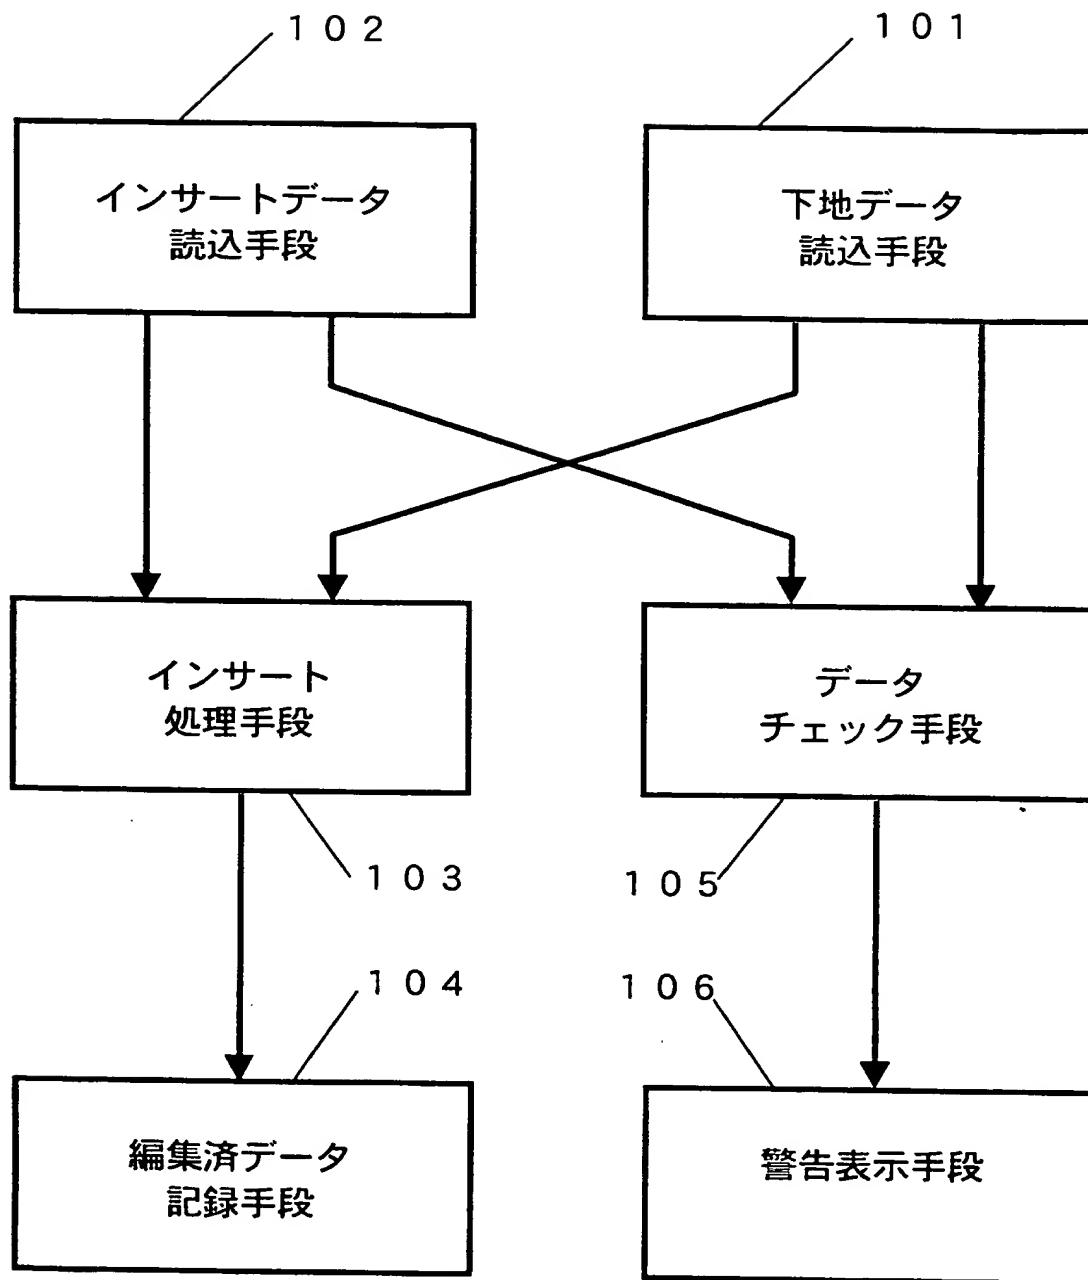 １０２
１０１
インサートデータ
読込手段
下地データ
読込手段
インサート
処理手段
データ
チェック手段
１０３
１０５
１０４
１０６
編集済データ
記録手段
警告表示手段